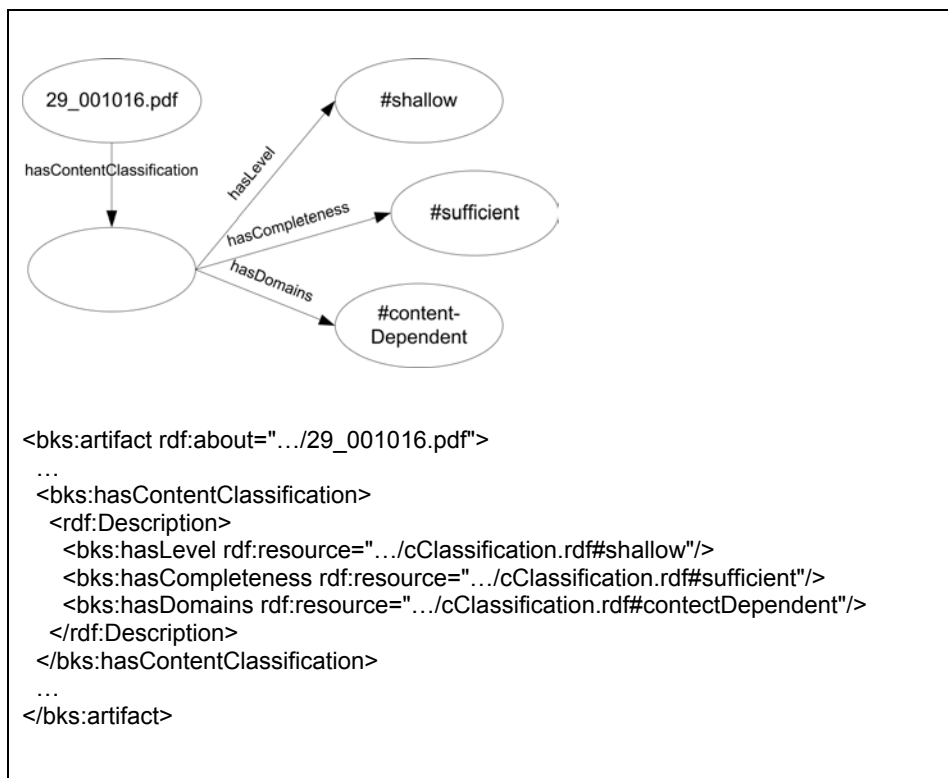 29_001016.pdf
#shallow
hasContentClassification
hasLevel
hasCompleteness
#sufficient
hasDomains
#content-
Dependent
<bks:artifact rdf:about="…/29_001016.pdf">
…
<bks:hasContentClassification>
<rdf:Description>
<bks:hasLevel rdf:resource="…/cClassification.rdf#shallow"/>
<bks:hasCompleteness rdf:resource="…/cClassification.rdf#sufficient"/>
<bks:hasDomains rdf:resource="…/cClassification.rdf#contectDependent"/>
</rdf:Description>
</bks:hasContentClassification>
…
</bks:artifact>